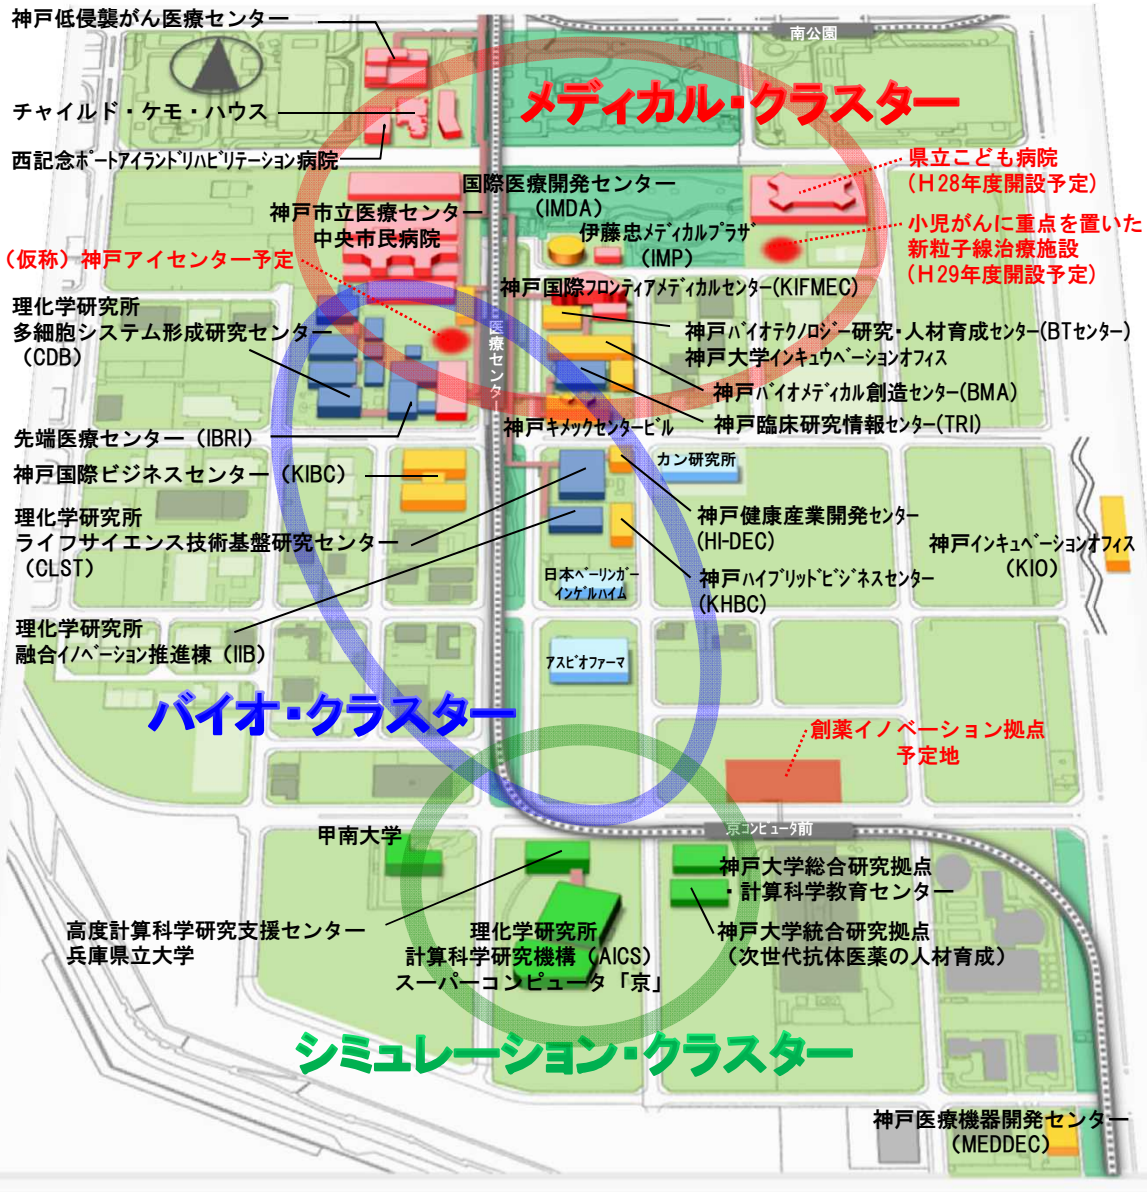 神戸低侵襲がん医療センター
南公園
メディカル・クラスター
チャイルド・ケモ・ハウス
西記念ポートアイランドリハビリテーション病院
県立こども病院
(H28年度開設予定)
国際医療開発センター
(IMDA)
神戸市立医療センター
中央市民病院
伊藤忠メディカルプラザ
(IMP)
小児がんに重点を置いた
新粒子線治療施設
(H29年度開設予定)
(仮称)神戸アイセンター予定
神戸国際フロンティアメディカルセンター(KIFMEC)
理化学研究所
多細胞システム形成研究センター
(CDB)
医療センター
神戸バイオテクノロジー研究・人材育成センター(BTセンター)
神戸大学インキュウベーションオフィス
神戸バイオメディカル創造センター(BMA)
先端医療センター(IBRI)
神戸キメックセンタービル
神戸臨床研究情報センター(TRI)
神戸国際ビジネスセンター(KIBC)
カン研究所
理化学研究所
ライフサイエンス技術基盤研究センター
(CLST)
神戸健康産業開発センター
(HI-DEC)
神戸インキュベーションオフィス
(KIO)
日本ベーリンガー
インゲルハイム
神戸ハイブリッドビジネスセンター
(KHBC)
理化学研究所
融合イノベーション推進棟(IIB)
アスビオファーマ
バイオ・クラスター
創薬イノベーション拠点
予定地
甲南大学
京コンピュータ前
神戸大学総合研究拠点
・計算科学教育センター
高度計算科学研究支援センター
兵庫県立大学
理化学研究所
計算科学研究機構(AICS)
スーパーコンピュータ「京」
神戸大学統合研究拠点
(次世代抗体医薬の人材育成)
シミュレーション・クラスター
神戸医療機器開発センター
(MEDDEC)